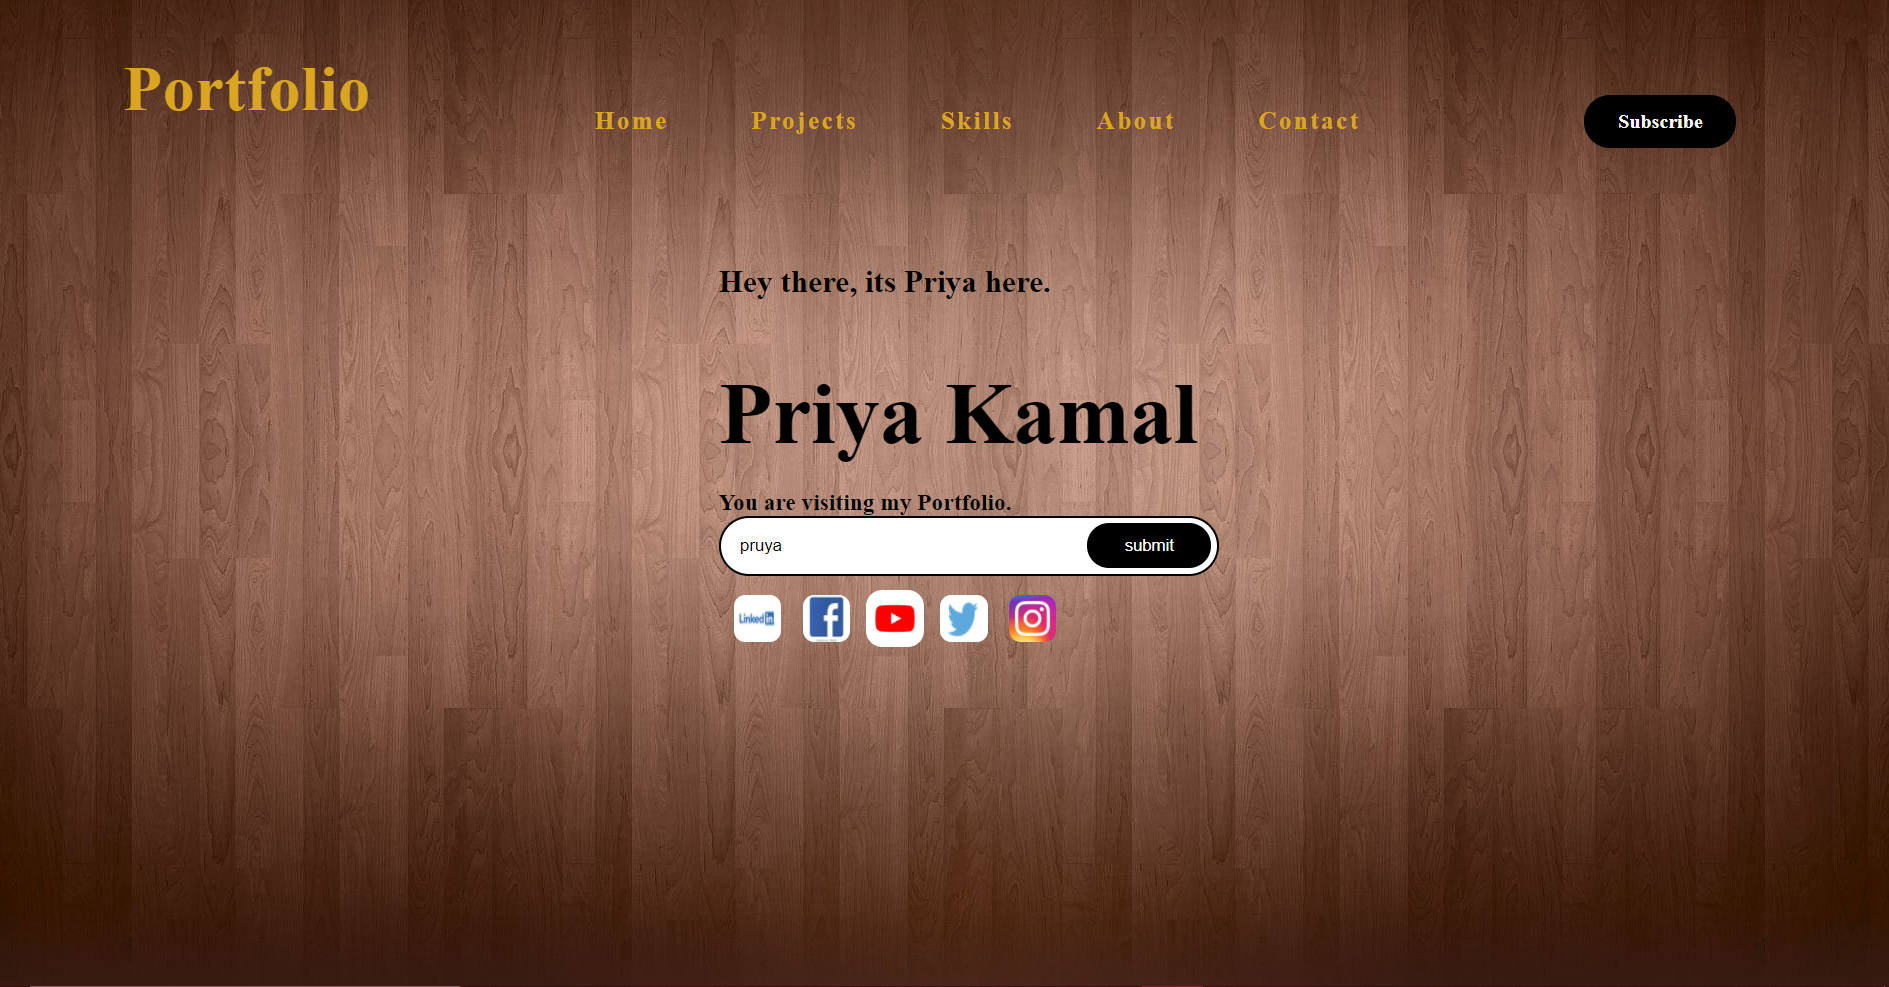 Portfolio
Home Projects Skills About Contact
Subscribe
Hey there, its Priya here.
Priya Kamal
You are visiting my Portfolio.
pruya
submit
Linked in
f